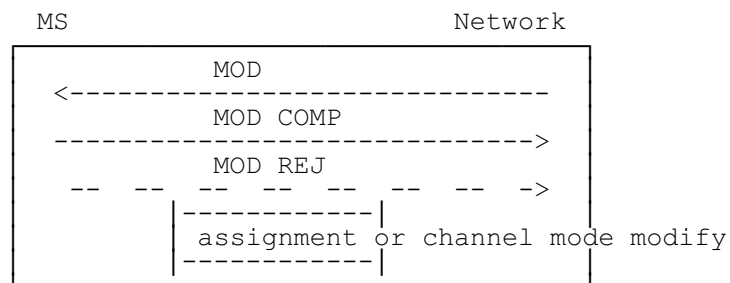 MS Network
MOD
MOD COMP
MOD REJ
assignment or channel mode modify